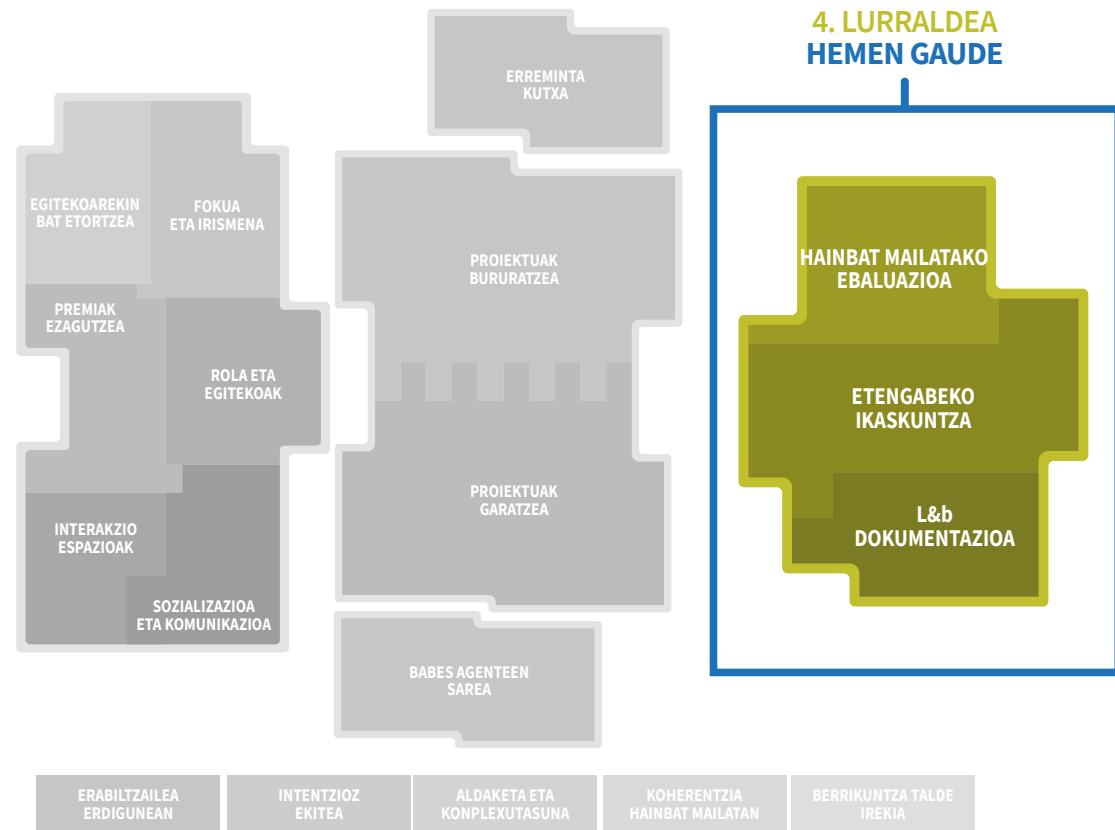 4. LURRALDEA
HEMEN GAUDE
ERREMINTA
KUTXA
EGITEKOAREKIN
BAT ETORTZEA
FOKUA
ETA IRISMENA
PREMIAK
EZAGUTZEA
ROLA ETA
EGITEKOAK
INTERAKZIO
ESPAZIOAK
SOZIALIZAZIOA
ETA KOMUNIKAZIOA
PROIEKTUAK
BURURATZEA
PROIEKTUAK
GARATZEA
BABES AGENTEEN
SAREA
HAINBAT MAILATAKO
EBALUAZIOA
ETENGABEKO
IKASKUNTZA
L&b
DOKUMENTAZIOA
ERABILTZAILEA
ERDIGUNEAN
INTENTZIOZ
EKITEA
ALDAKETA ETA
KONPLEXUTASUNA
KOHERENTZIA
HAINBAT MAILATAN
BERRIKUNTZA TALDE
IREKIA